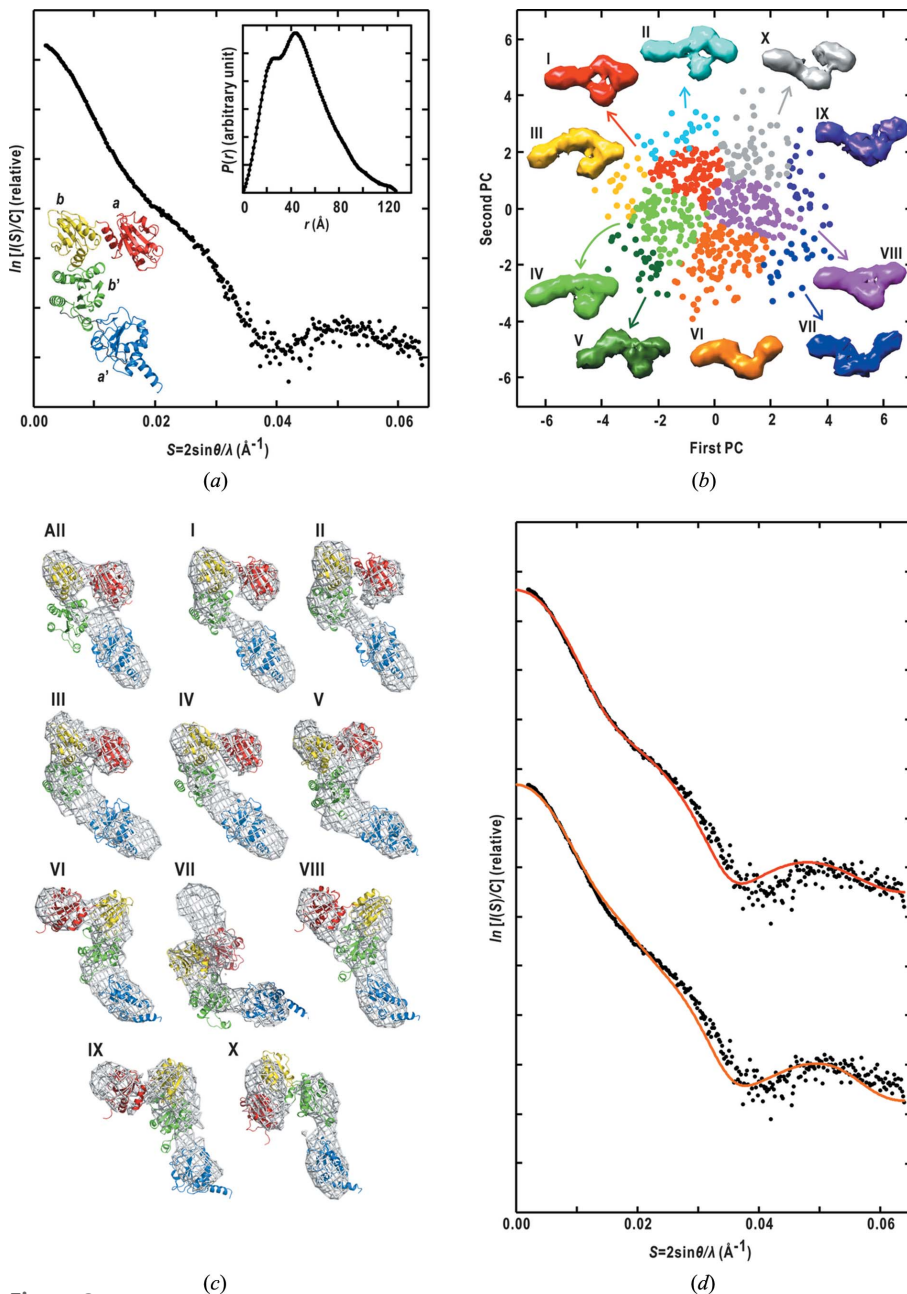 P(r) (arbitrary unit)
0 40 80 120
r (Å)
ln [I(S)/C] (relative)
b
a
b'
a'
0.00 0.02 0.04 0.06
S=2sinθ/λ (Å⁻¹)
(a)
II
X
I
IX
III
VIII
IV
V
VI
VII
6
4
2
0
-2
-4
-6
Second PC
-6 -4 -2 0 2 4 6
First PC
(b)
All I II
III IV V
VI VII VIII
IX X
(c)
ln [I(S)/C] (relative)
0.00 0.02 0.04 0.06
S=2sinθ/λ (Å⁻¹)
(d)